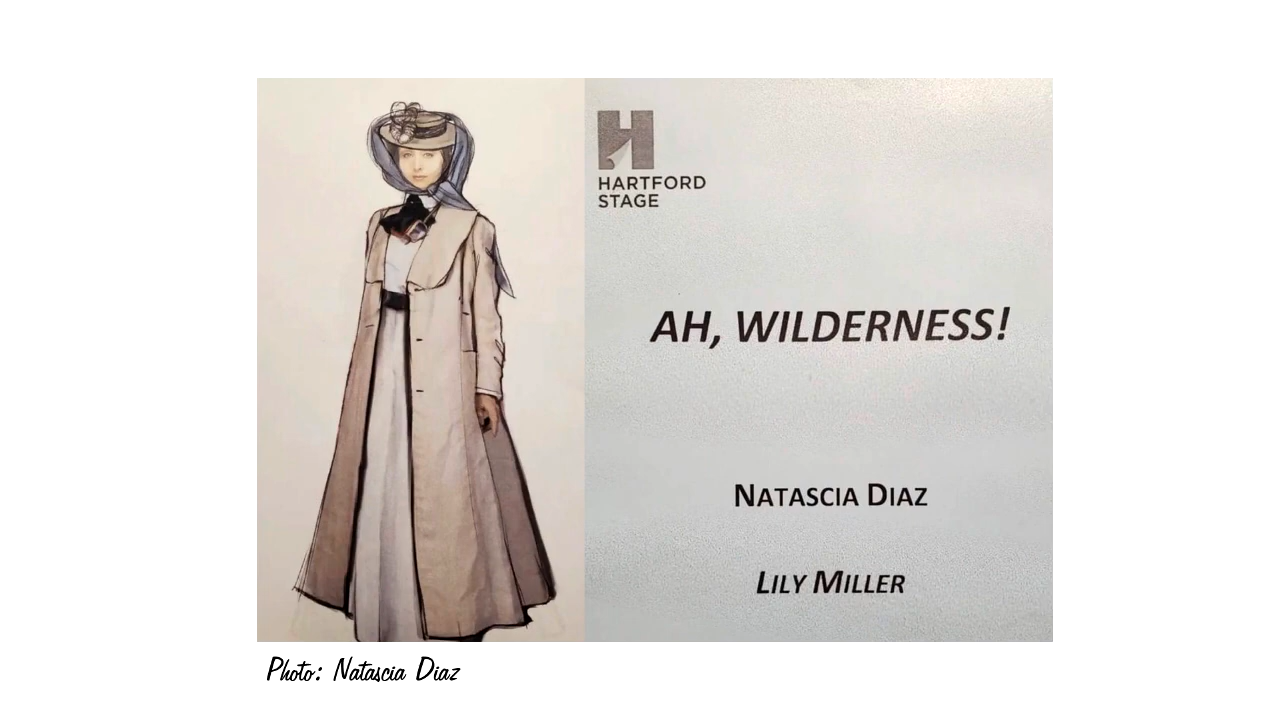 HARTFORD
STAGE
AH, WILDERNESS!
NATASCIA DIAZ
LILY MILLER
Photo: Natascia Diaz